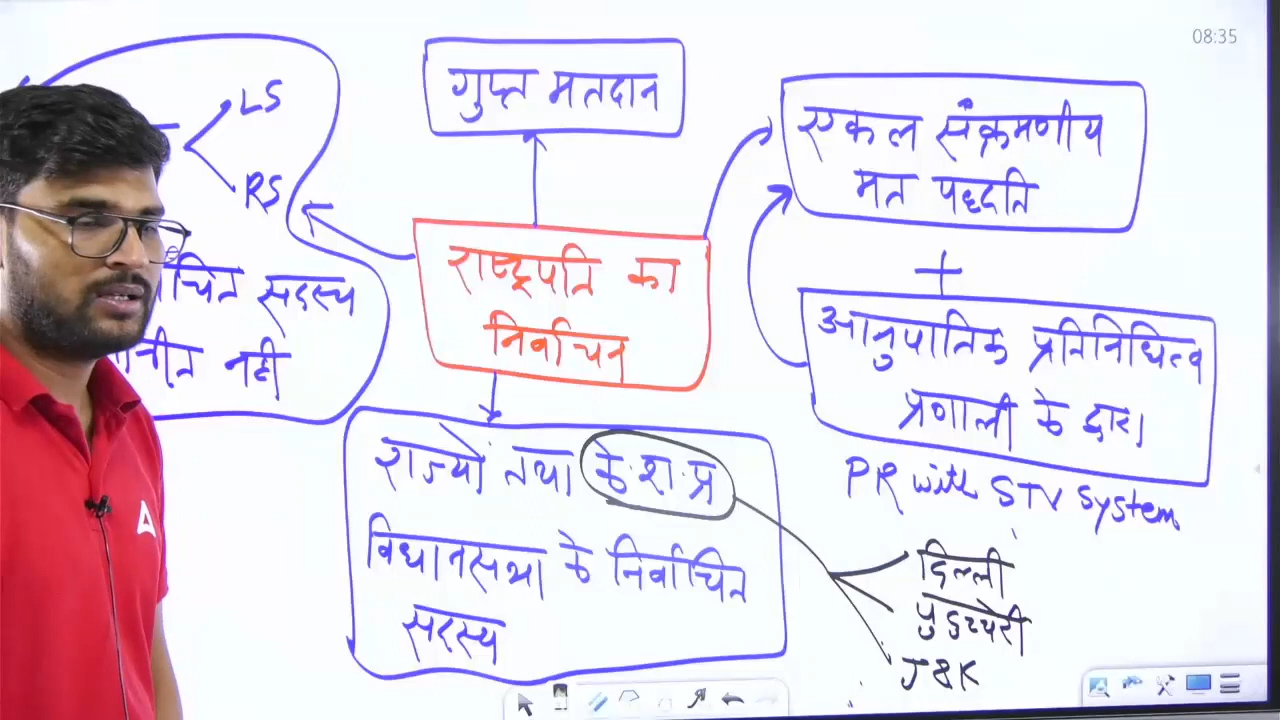 08:35
गुप्त मतदान
LS
RS
एकल संक्रमणीय
मत पद्धति
+
राष्ट्रपति का
निर्वाचन
सदस्य
नही
आनुपातिक प्रतिनिधित्व
प्रणाली के द्वारा
PR with STV System
राज्यों तथा के.शा.प्र
विधानसभा के निर्वाचित
सदस्य
दिल्ली
पुडुच्चेरी
J&K